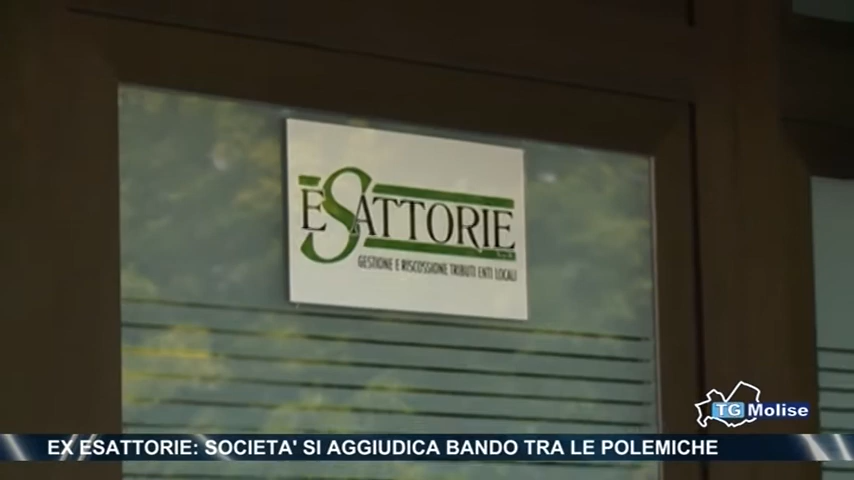 ESATTORIE
GESTIONE E RISCOSSIONE TRIBUTI ENTI LOCALI
TG Molise
EX ESATTORIE: SOCIETA' SI AGGIUDICA BANDO TRA LE POLEMICHE